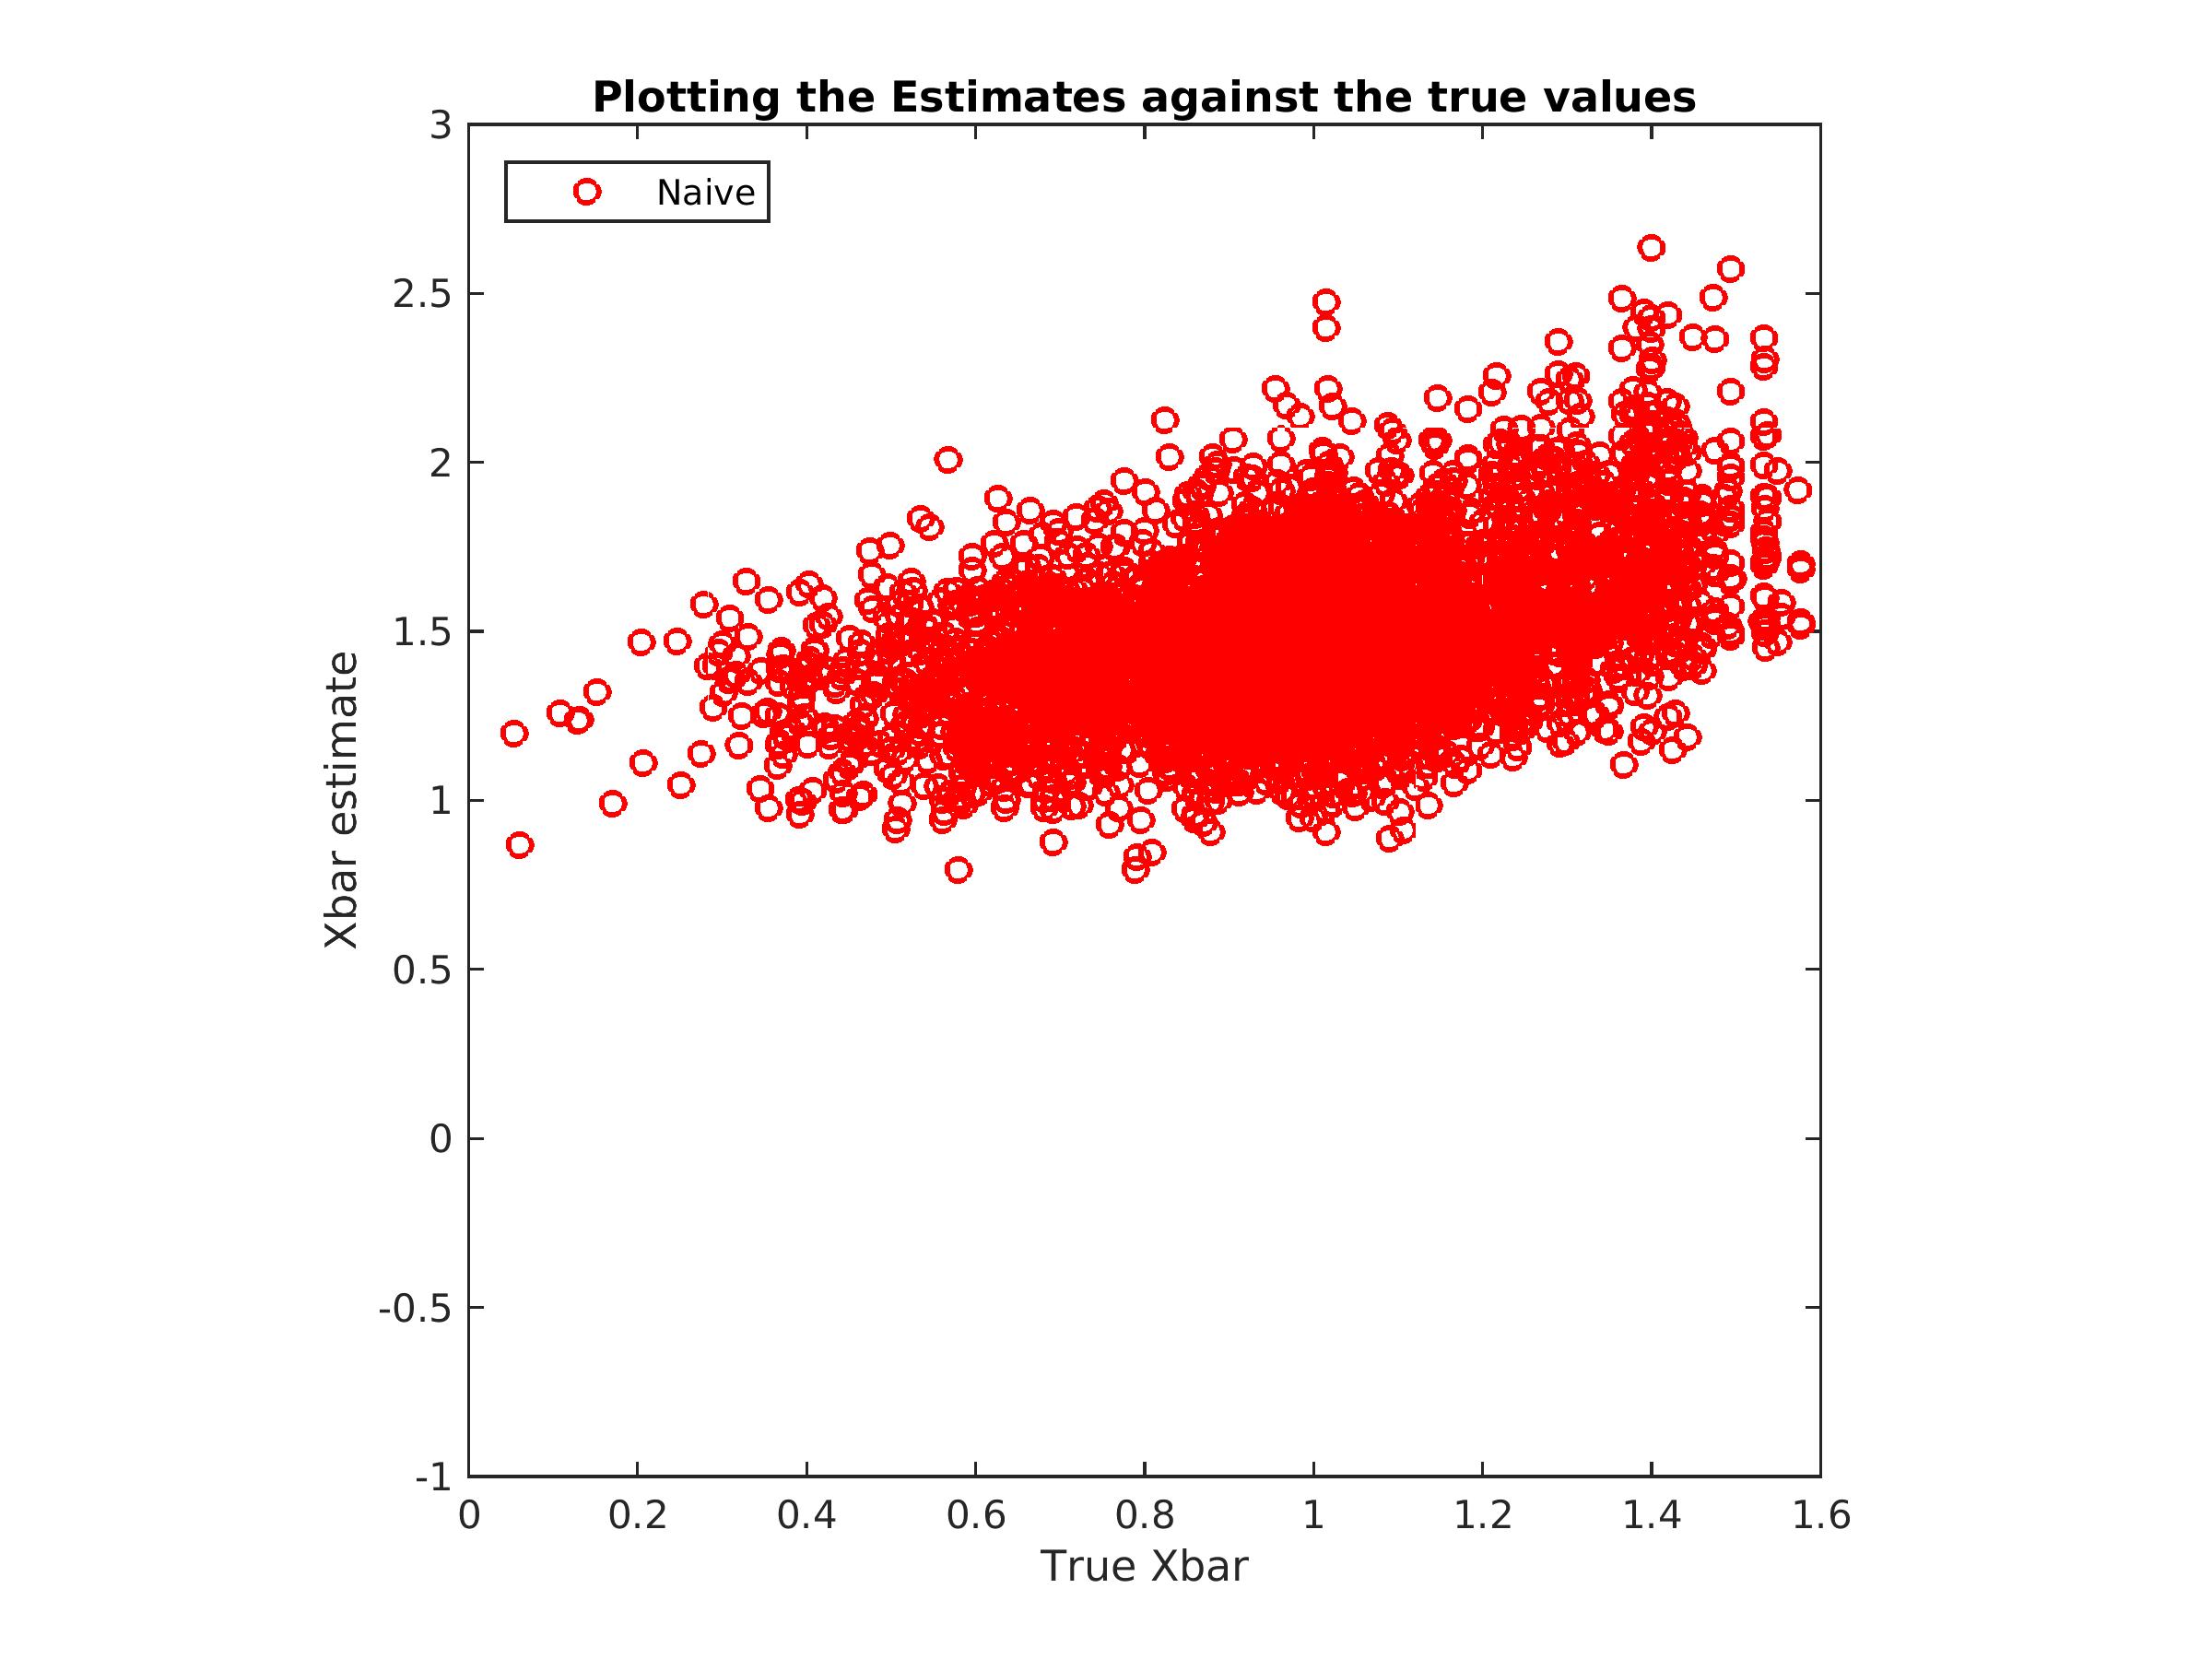 Plotting the Estimates against the true values
Naive
3
2.5
2
1.5
1
0.5
0
-0.5
-1
Xbar estimate
0 0.2 0.4 0.6 0.8 1 1.2 1.4 1.6
True Xbar